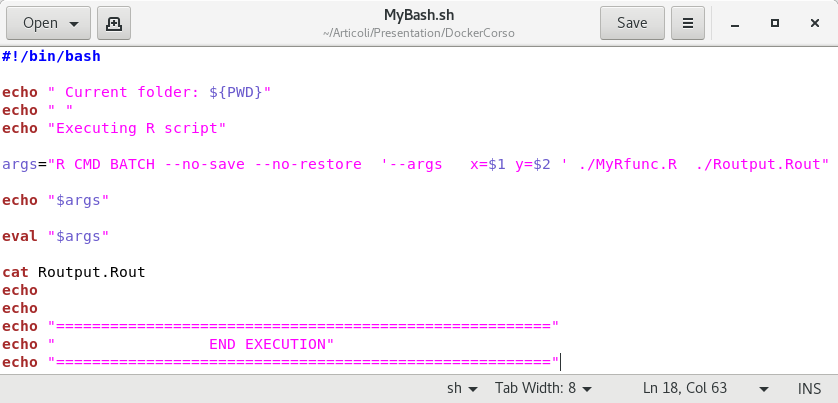 Open
MyBash.sh
~/Articoli/Presentation/DockerCorso
Save
#!/bin/bash
echo " Current folder: ${PWD}"
echo " "
echo "Executing R script"
args="R CMD BATCH --no-save --no-restore  '--args   x=$1 y=$2 ' ./MyRfunc.R  ./Routput.Rout"
echo "$args"
eval "$args"
cat Routput.Rout
echo
echo
echo "======================================================="
echo "                 END EXECUTION"
echo "======================================================="
sh Tab Width: 8 Ln 18, Col 63 INS